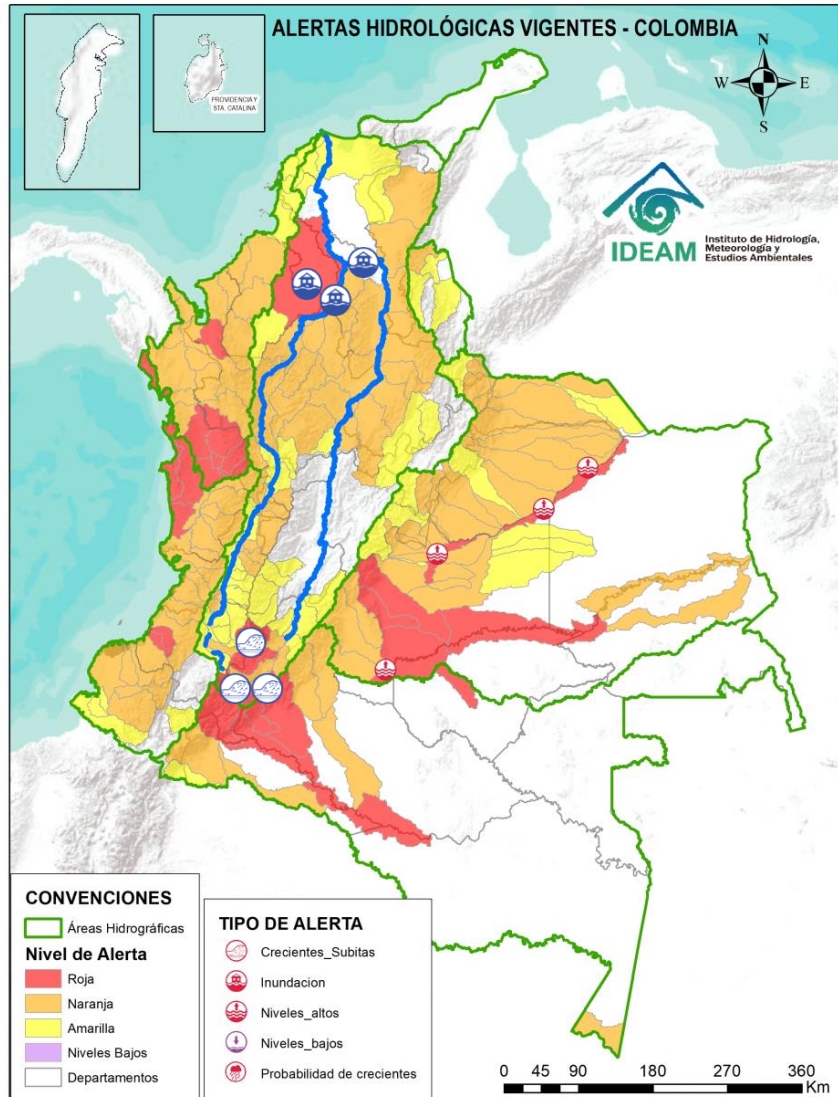 ALERTAS HIDROLÓGICAS VIGENTES - COLOMBIA
PROVIDENCIA Y
STA. CATALINA
N
W
E
S
IDEAM
Instituto de Hidrología,
Meteorología y
Estudios Ambientales
CONVENCIONES
Áreas Hidrográficas
Nivel de Alerta
Roja
Naranja
Amarilla
Niveles Bajos
Departamentos
TIPO DE ALERTA
Crecientes_Subitas
Inundacion
Niveles_altos
Niveles_bajos
Probabilidad de crecientes
0 45 90 180 270 360
Km